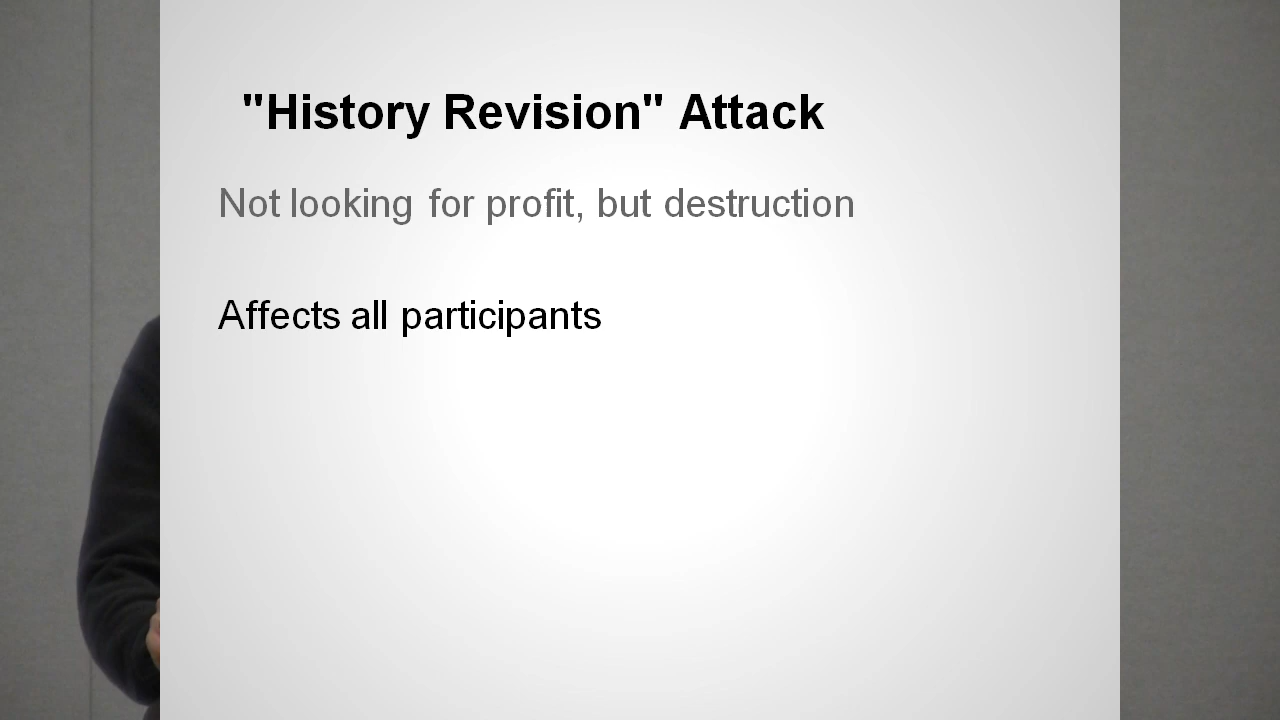 "History Revision" Attack
Not looking for profit, but destruction
Affects all participants